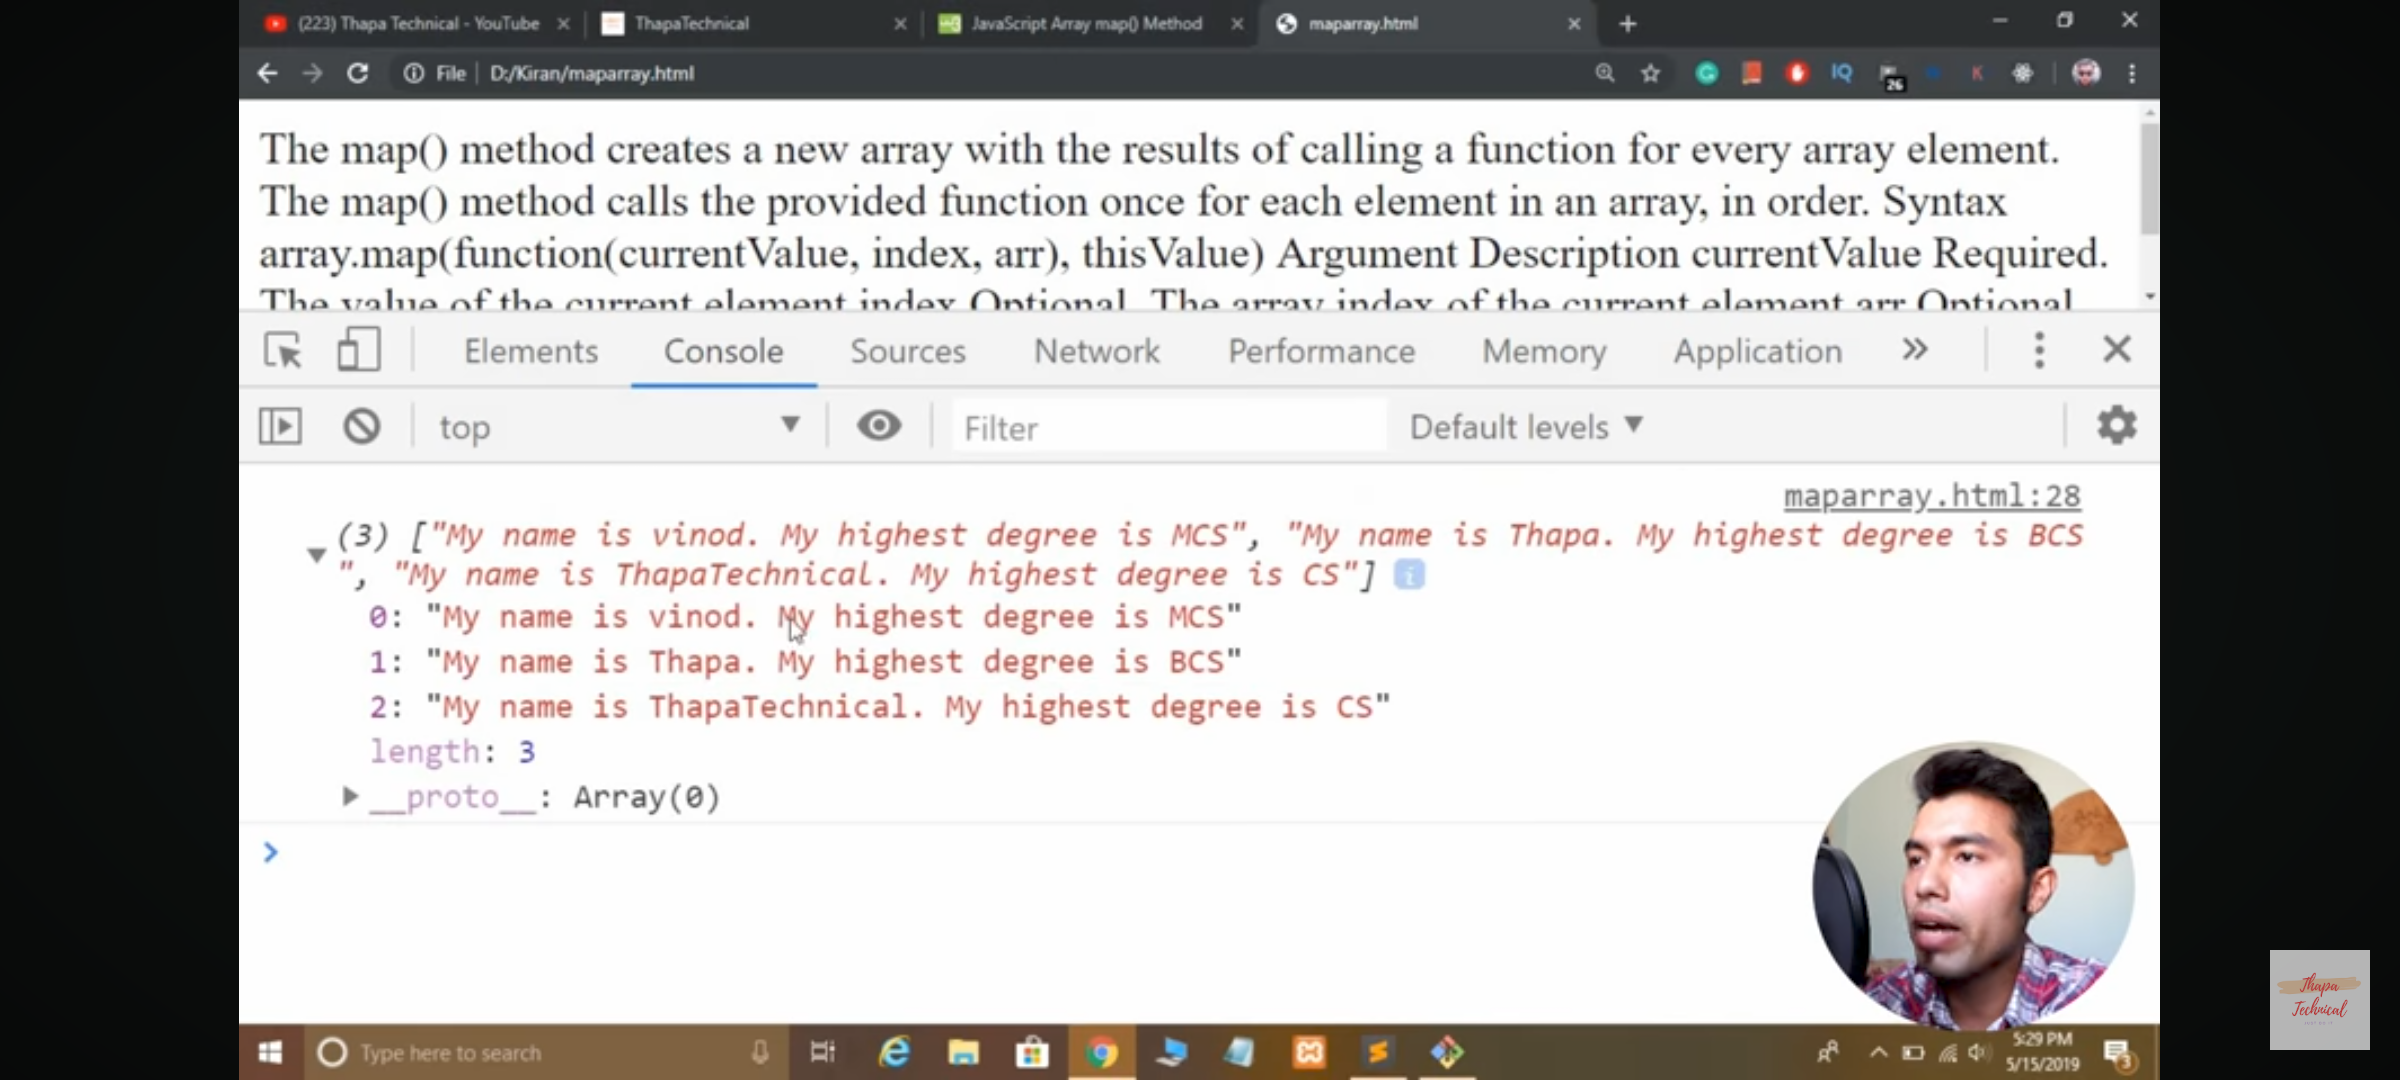 (223) Thapa Technical - YouTube
ThapaTechnical
JavaScript Array map() Method
maparray.html
File
D:/Kiran/maparray.html
IQ
26
K
The map() method creates a new array with the results of calling a function for every array element.
The map() method calls the provided function once for each element in an array, in order. Syntax
array.map(function(currentValue, index, arr), thisValue) Argument Description currentValue Required.
The value of the current element index Optional. The array index of the current element arr Optional
Elements
Console
Sources
Network
Performance
Memory
Application
top
Filter
Default levels
maparray.html:28
(3) ["My name is vinod. My highest degree is MCS", "My name is Thapa. My highest degree is BCS
", "My name is ThapaTechnical. My highest degree is CS"]
0: "My name is vinod. My highest degree is MCS"
1: "My name is Thapa. My highest degree is BCS"
2: "My name is ThapaTechnical. My highest degree is CS"
length: 3
__proto__: Array(0)
Type here to search
5:29 PM
5/15/2019
3
Thapa
Technical